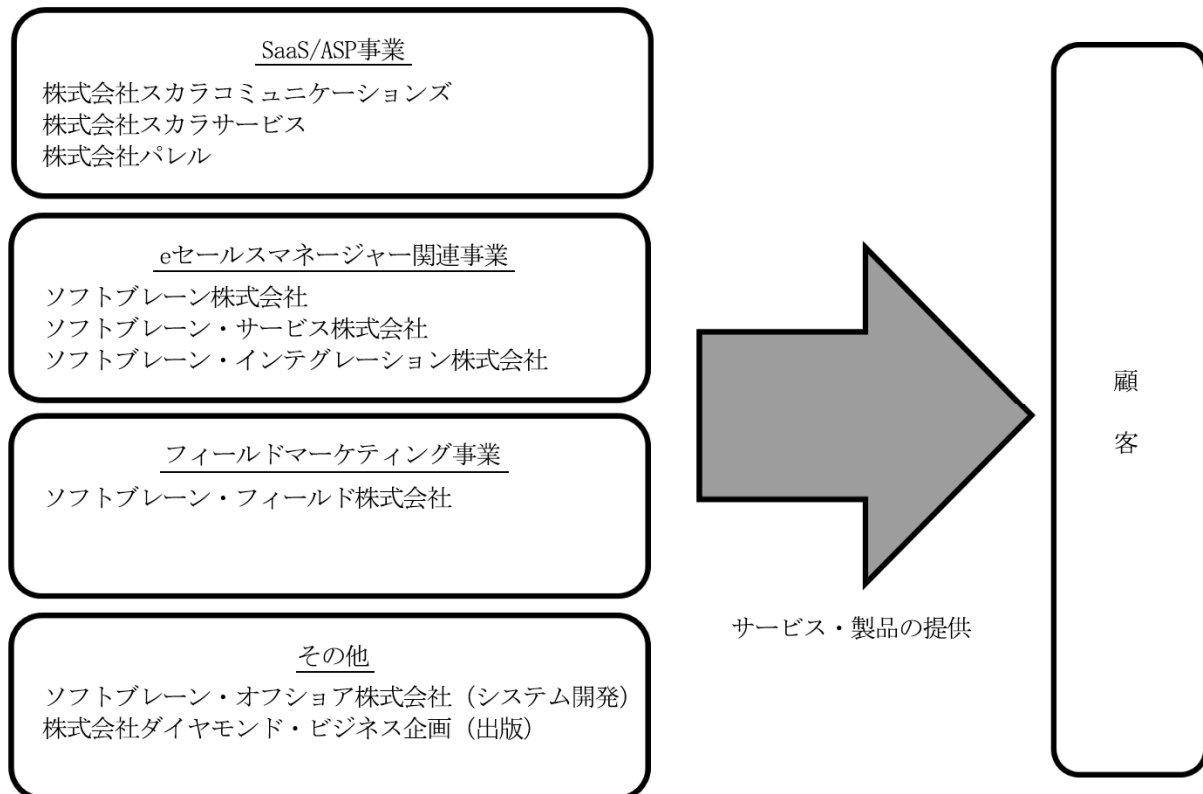 SaaS/ASP事業
株式会社スカラコミュニケーションズ
株式会社スカラサービス
株式会社パレル
eセールスマネージャー関連事業
ソフトブレーン株式会社
ソフトブレーン・サービス株式会社
ソフトブレーン・インテグレーション株式会社
フィールドマーケティング事業
ソフトブレーン・フィールド株式会社
その他
ソフトブレーン・オフショア株式会社（システム開発）
株式会社ダイヤモンド・ビジネス企画（出版）
サービス・製品の提供
顧
客